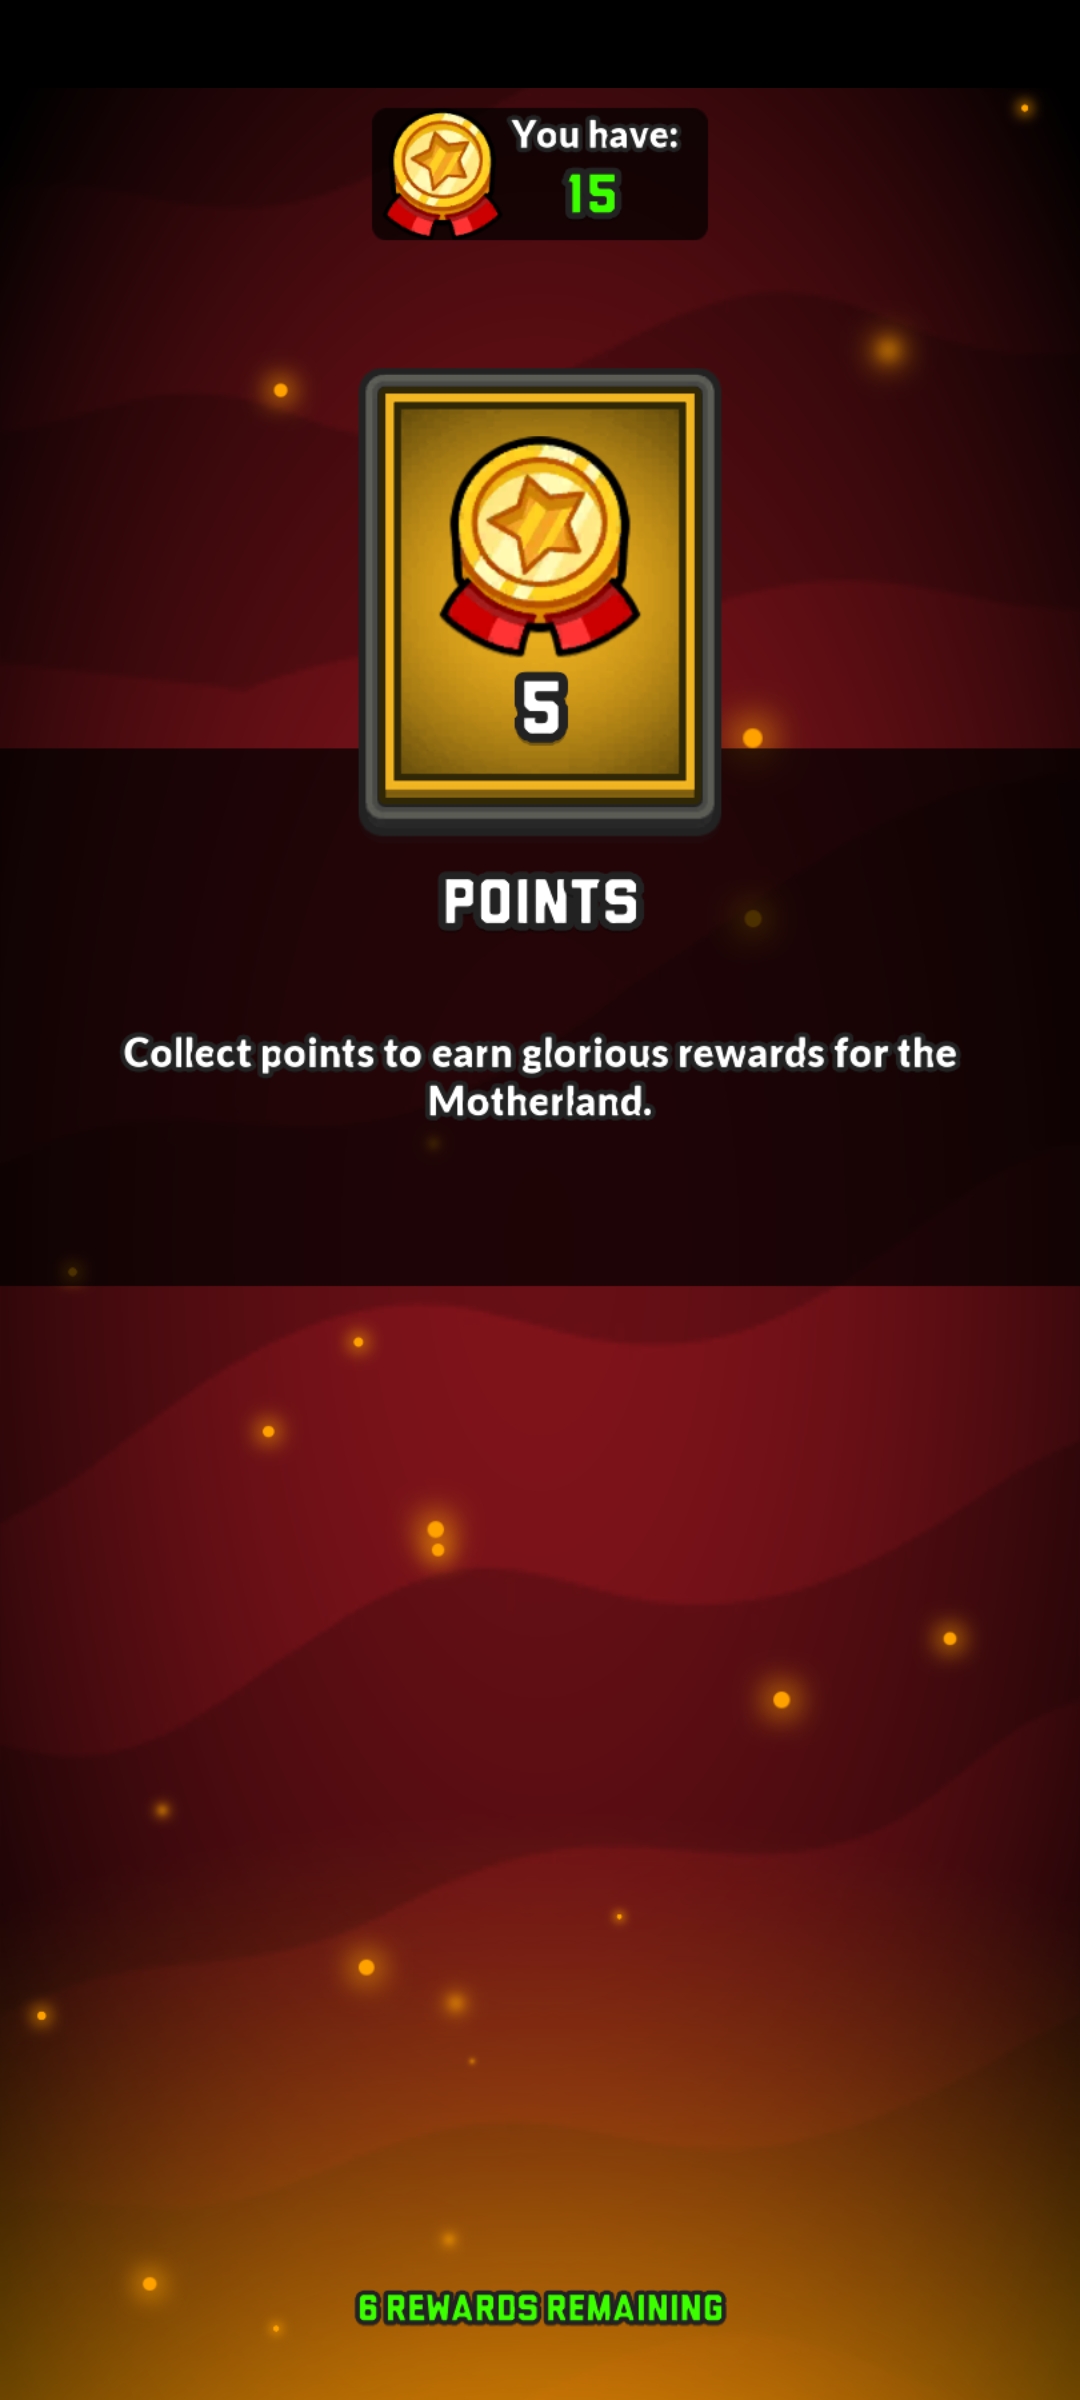 You have:
15
5
POINTS
Collect points to earn glorious rewards for the
Motherland.
6 REWARDS REMAINING